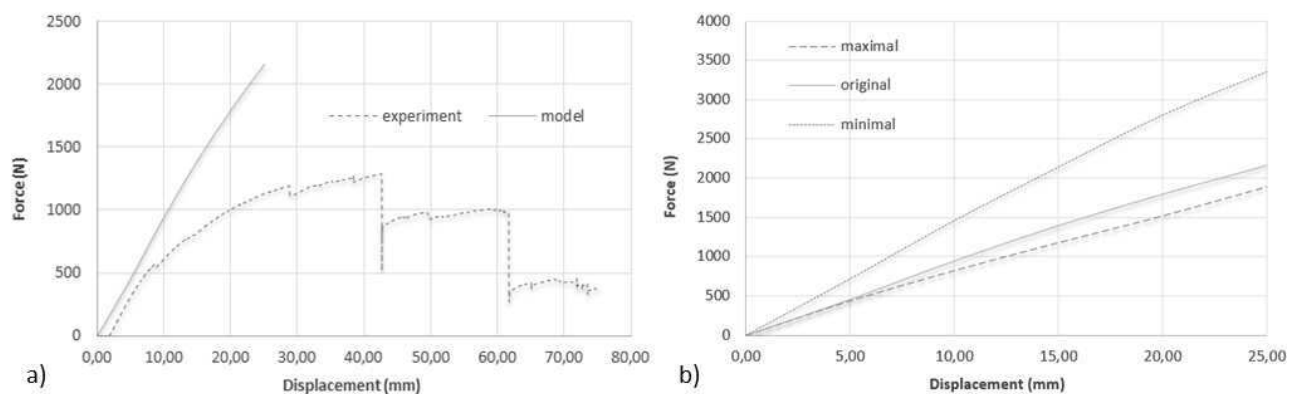 2500
2000
1500
1000
500
0
Force (N)
experiment model
0,00 10,00 20,00 30,00 40,00 50,00 60,00 70,00 80,00
Displacement (mm)
a)
4000
3500
3000
2500
2000
1500
1000
500
0
Force (N)
maximal
original
minimal
0,00 5,00 10,00 15,00 20,00 25,00
Displacement (mm)
b)